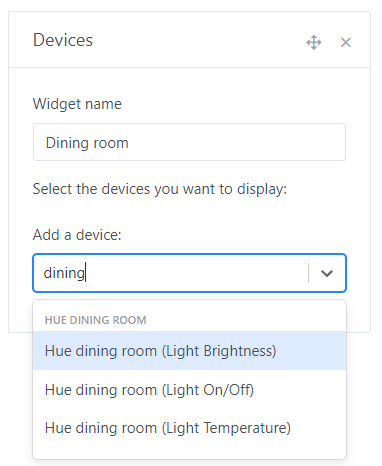 Devices
Widget name
Dining room
Select the devices you want to display:
Add a device:
dining
HUE DINING ROOM
Hue dining room (Light Brightness)
Hue dining room (Light On/Off)
Hue dining room (Light Temperature)